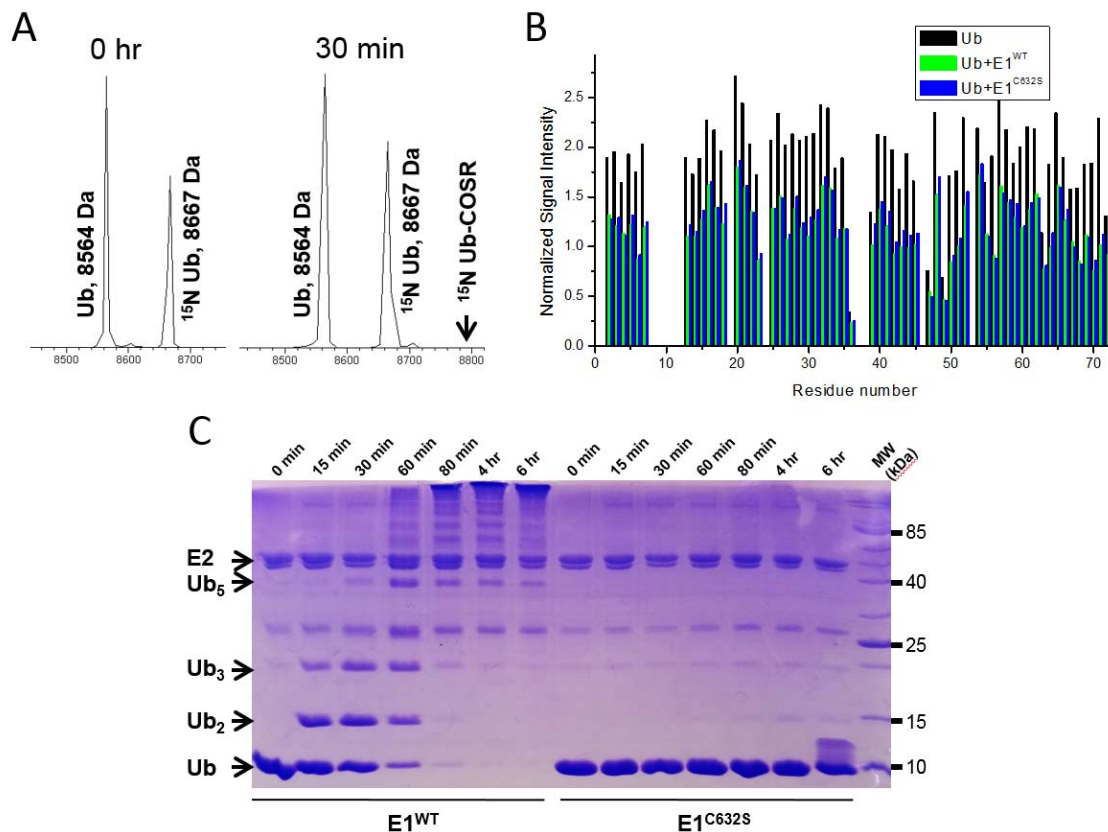 A
0 hr
30 min
Ub, 8564 Da
¹⁵N Ub, 8667 Da
Ub, 8564 Da
¹⁵N Ub, 8667 Da
¹⁵N Ub-COSR
8500 8600 8700
8500 8600 8700 8800
B
Ub
Ub+E1ᵂᵀ
Ub+E1ᶜ⁶³²ˢ
Normalized Signal Intensity
2.5
2.0
1.5
1.0
0.5
0.0
0 10 20 30 40 50 60 70
Residue number
C
0 min 15 min 30 min 60 min 80 min 4 hr 6 hr 0 min 15 min 30 min 60 min 80 min 4 hr 6 hr MW (kDa)
E2
Ub₅
Ub₃
Ub₂
Ub
85
40
25
15
10
E1ᵂᵀ
E1ᶜ⁶³²ˢ